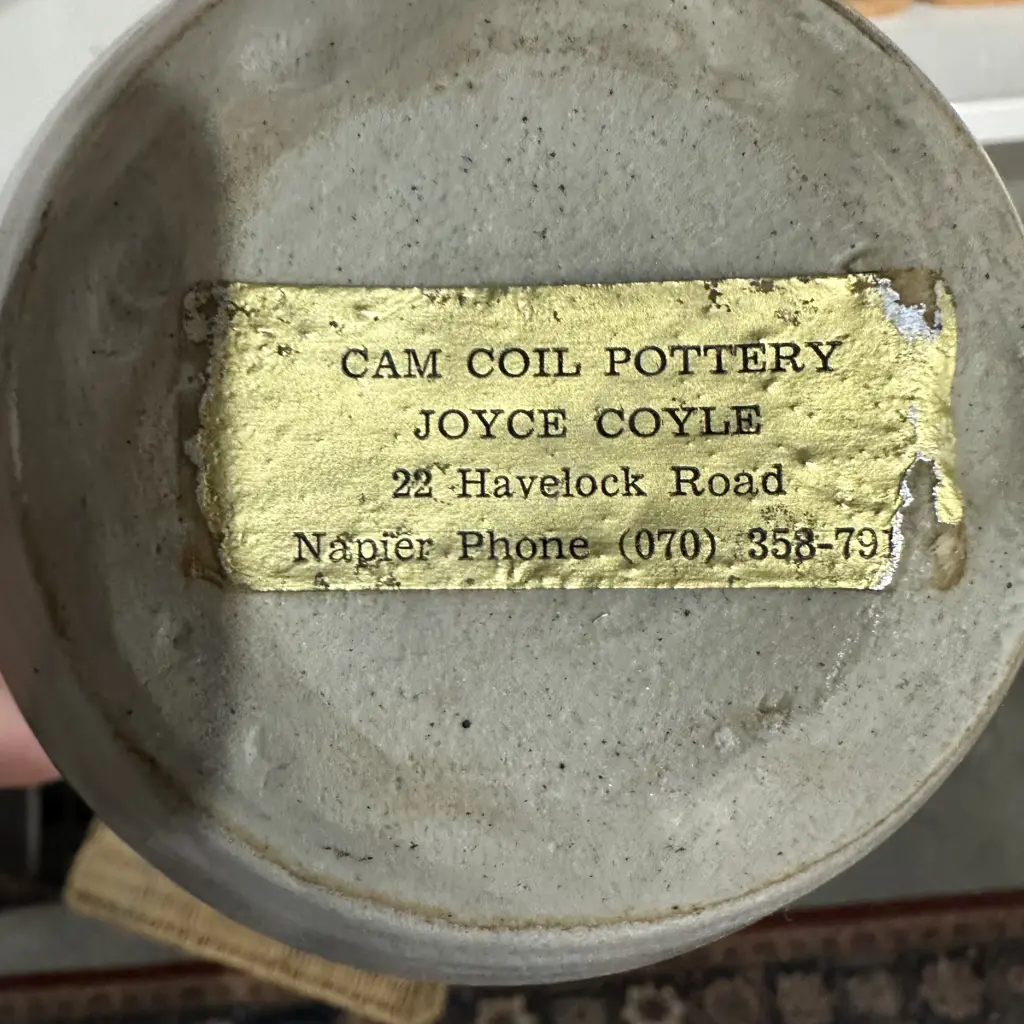 CAM COIL POTTERY
JOYCE COYLE
22 Havelock Road
Napier Phone (070) 358-791